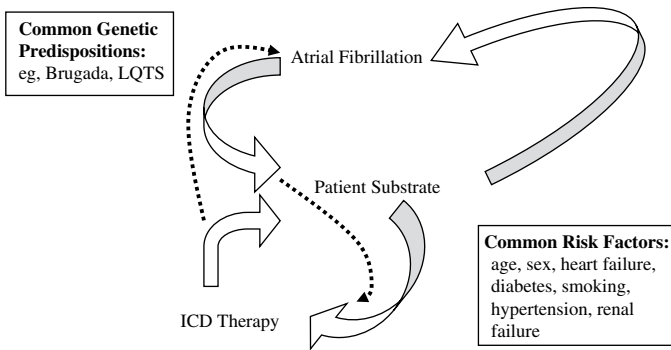 Common Genetic
Predispositions:
eg, Brugada, LQTS
Atrial Fibrillation
Patient Substrate
Common Risk Factors:
age, sex, heart failure,
diabetes, smoking,
hypertension, renal
failure
ICD Therapy